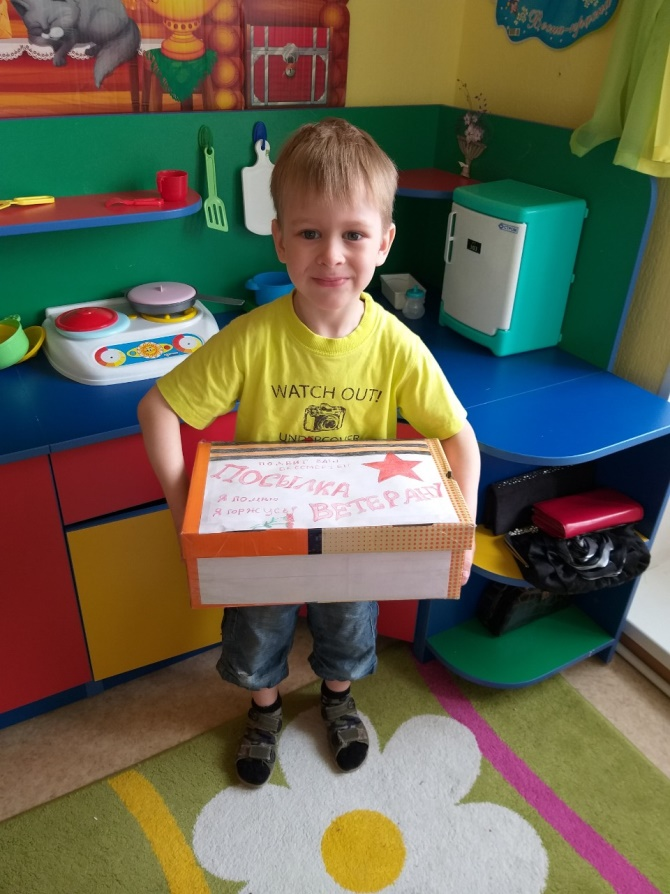 WATCH OUT!
UNDERCOVER
ПОСЫЛКА
ВЕТЕРАНУ
Я ПОМНЮ
Я ГОРЖУСЬ!